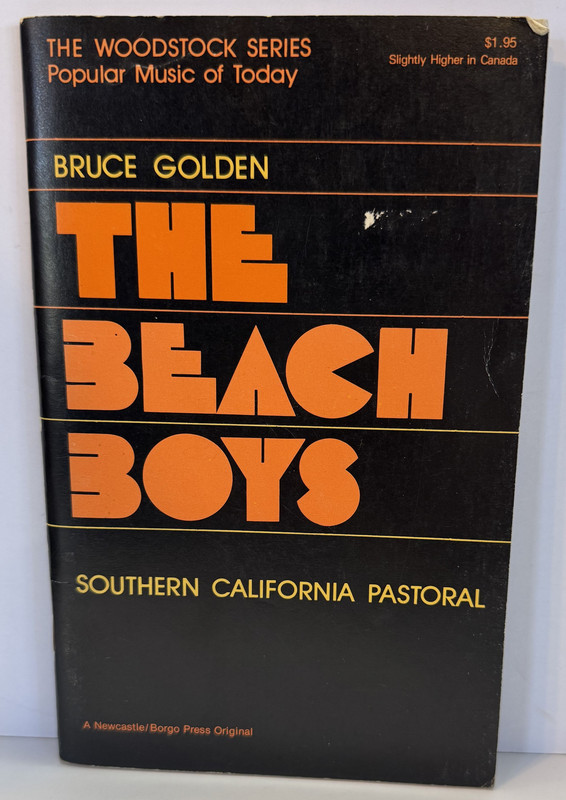 THE WOODSTOCK SERIES
Popular Music of Today
$1.95
Slightly Higher in Canada
BRUCE GOLDEN
THE
BEACH
BOYS
SOUTHERN CALIFORNIA PASTORAL
A Newcastle/Borgo Press Original